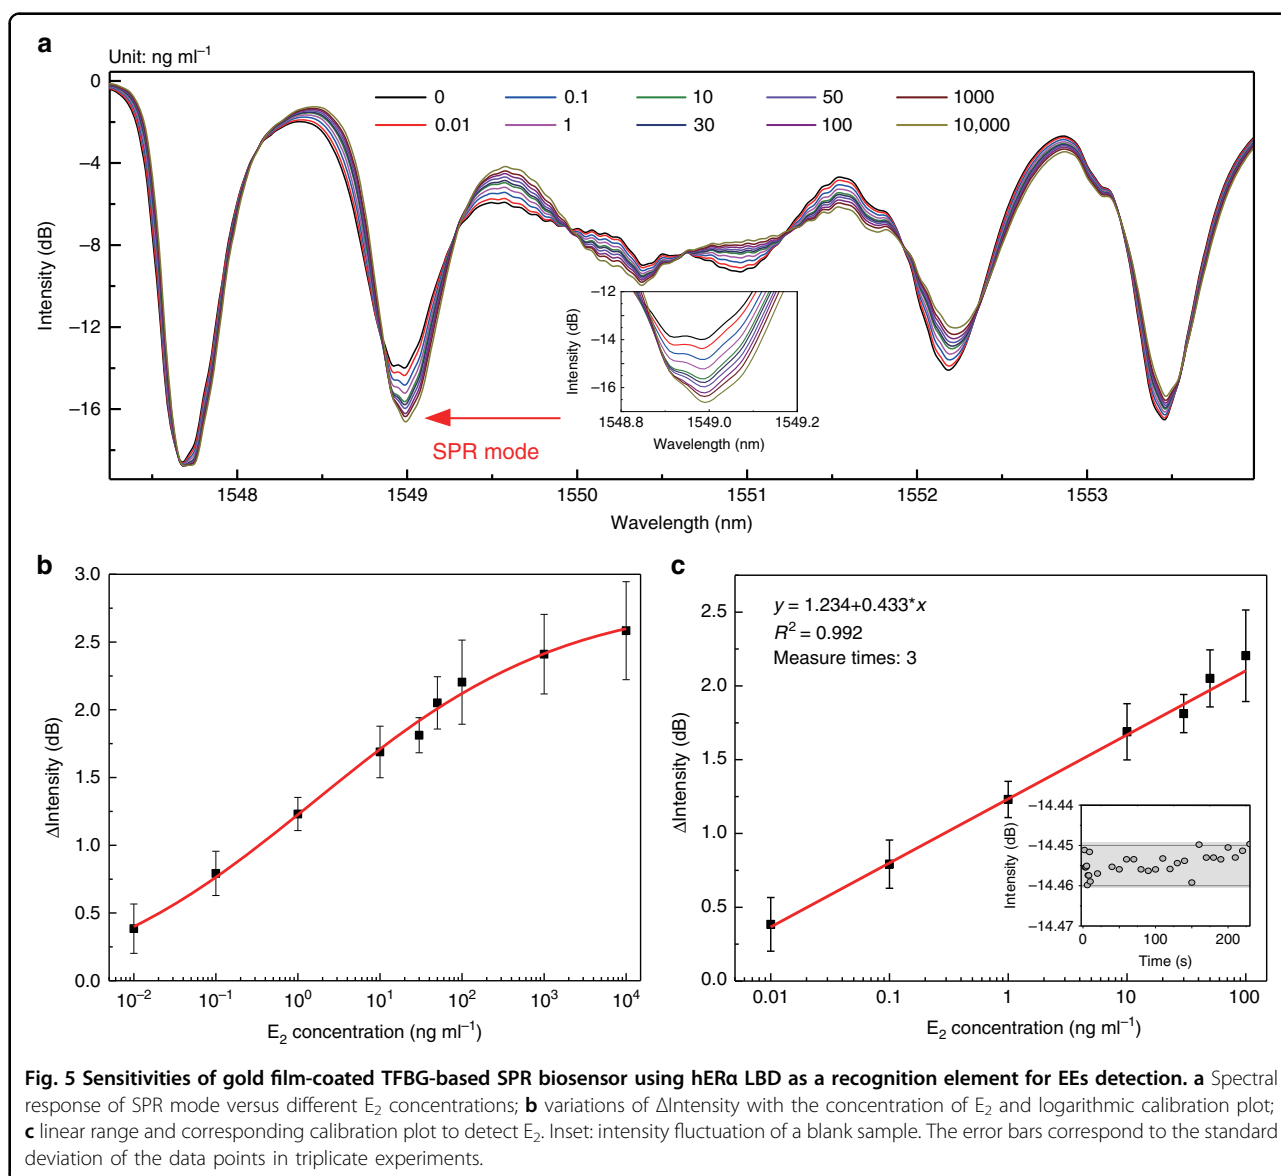 a
Unit: ng ml⁻¹
0 0.1 10 50 1000
0.01 1 30 100 10,000
0
−4
−8
−12
−16
Intensity (dB)
−12
−14
−16
Intensity (dB)
1548.8 1549.0 1549.2
Wavelength (nm)
SPR mode
1548 1549 1550 1551 1552 1553
Wavelength (nm)
b
3.0
2.5
2.0
1.5
1.0
0.5
0.0
ΔIntensity (dB)
10⁻² 10⁻¹ 10⁰ 10¹ 10² 10³ 10⁴
E₂ concentration (ng ml⁻¹)
c
y = 1.234+0.433*x
R² = 0.992
Measure times: 3
2.5
2.0
1.5
1.0
0.5
0.0
ΔIntensity (dB)
−14.44
−14.45
−14.46
−14.47
Intensity (dB)
0 100 200
Time (s)
0.01 0.1 1 10 100
E₂ concentration (ng ml⁻¹)
Fig. 5 Sensitivities of gold film-coated TFBG-based SPR biosensor using hERα LBD as a recognition element for EEs detection. a Spectral
response of SPR mode versus different E₂ concentrations; b variations of ΔIntensity with the concentration of E₂ and logarithmic calibration plot;
c linear range and corresponding calibration plot to detect E₂. Inset: intensity fluctuation of a blank sample. The error bars correspond to the standard
deviation of the data points in triplicate experiments.